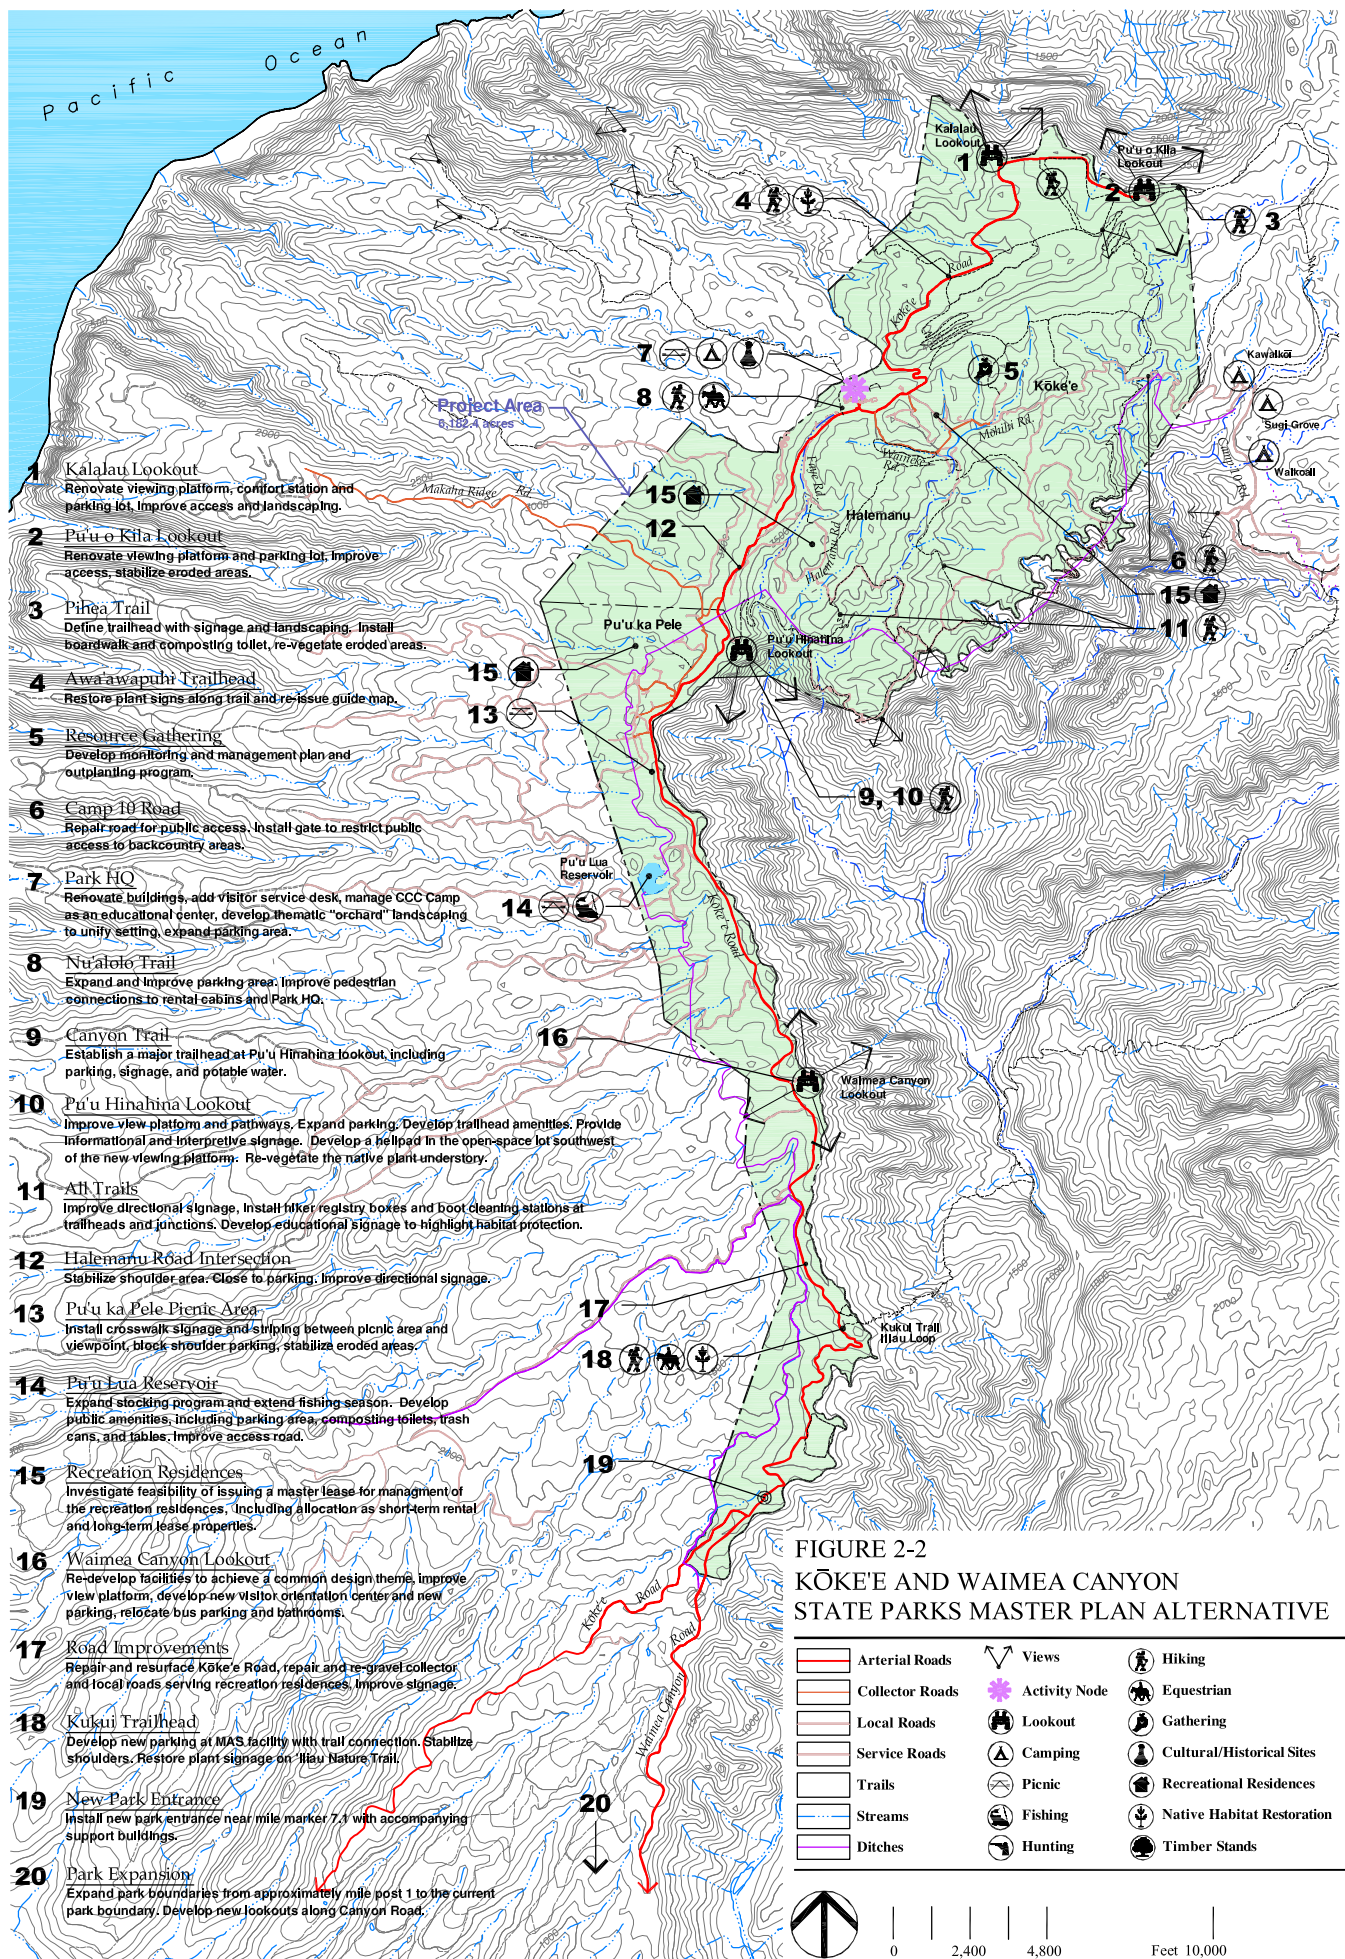 Pacific Ocean
Kalalau
Lookout
1
Pu'u o Kila
Lookout
2
3
4
Road
Koke'e
7
5
Kōke'e
8
Kawaikōi
Sugi Grove
Waikoali
Camp 10 Rd
Mohihi Rd.
Waineke
Rd.
Faye Rd.
Project Area
6,182.4 acres
Makaha Ridge Rd
15
12
Halemanu
Halemanu Rd
6
15
11
Pu'u ka Pele
Pu'u Hinahina
Lookout
15
13
9, 10
Pu'u Lua
Reservoir
14
Koke'e Road
16
Waimea Canyon
Lookout
17
Kukui Trail
Iliau Loop
18
19
Koke'e Road
Waimea Canyon Road
20
1 Kalalau Lookout
Renovate viewing platform, comfort station and
parking lot, improve access and landscaping.
2 Pu'u o Kila Lookout
Renovate viewing platform and parking lot, improve
access, stabilize eroded areas.
3 Pihea Trail
Define trailhead with signage and landscaping. Install
boardwalk and composting toilet, re-vegetate eroded areas.
4 Awa'awapuhi Trailhead
Restore plant signs along trail and re-issue guide map.
5 Resource Gathering
Develop monitoring and management plan and
outplanting program.
6 Camp 10 Road
Repair road for public access. Install gate to restrict public
access to backcountry areas.
7 Park HQ
Renovate buildings, add visitor service desk, manage CCC Camp
as an educational center, develop thematic "orchard" landscaping
to unify setting, expand parking area.
8 Nu'alolo Trail
Expand and improve parking area. Improve pedestrian
connections to rental cabins and Park HQ.
9 Canyon Trail
Establish a major trailhead at Pu'u Hinahina lookout, including
parking, signage, and potable water.
10 Pu'u Hinahina Lookout
Improve view platform and pathways, Expand parking. Develop trailhead amenities. Provide
informational and interpretive signage. Develop a helipad in the open-space lot southwest
of the new viewing platform. Re-vegetate the native plant understory.
11 All Trails
Improve directional signage, install hiker registry boxes and boot cleaning stations at
trailheads and junctions. Develop educational signage to highlight habitat protection.
12 Halemanu Road Intersection
Stabilize shoulder area. Close to parking. Improve directional signage.
13 Pu'u ka Pele Picnic Area
Install crosswalk signage and striping between picnic area and
viewpoint, block shoulder parking, stabilize eroded areas.
14 Pu'u Lua Reservoir
Expand stocking program and extend fishing season. Develop
public amenities, including parking area, composting toilets, trash
cans, and tables. Improve access road.
15 Recreation Residences
Investigate feasibility of issuing a master lease for managment of
the recreation residences, including allocation as short-term rental
and long-term lease properties.
16 Waimea Canyon Lookout
Re-develop facilities to achieve a common design theme, improve
view platform, develop new visitor orientation center and new
parking, relocate bus parking and bathrooms.
17 Road Improvements
Repair and resurface Kōke'e Road, repair and re-gravel collector
and local roads serving recreation residences. Improve signage.
18 Kukui Trailhead
Develop new parking at MAS facility with trail connection. Stabilize
shoulders. Restore plant signage on 'Iliau Nature Trail.
19 New Park Entrance
Install new park entrance near mile marker 7.1 with accompanying
support buildings.
20 Park Expansion
Expand park boundaries from approximately mile post 1 to the current
park boundary. Develop new lookouts along Canyon Road.
FIGURE 2-2
KŌKE'E AND WAIMEA CANYON
STATE PARKS MASTER PLAN ALTERNATIVE
Arterial Roads
Collector Roads
Local Roads
Service Roads
Trails
Streams
Ditches
Views
Activity Node
Lookout
Camping
Picnic
Fishing
Hunting
Hiking
Equestrian
Gathering
Cultural/Historical Sites
Recreational Residences
Native Habitat Restoration
Timber Stands
0 2,400 4,800 Feet 10,000